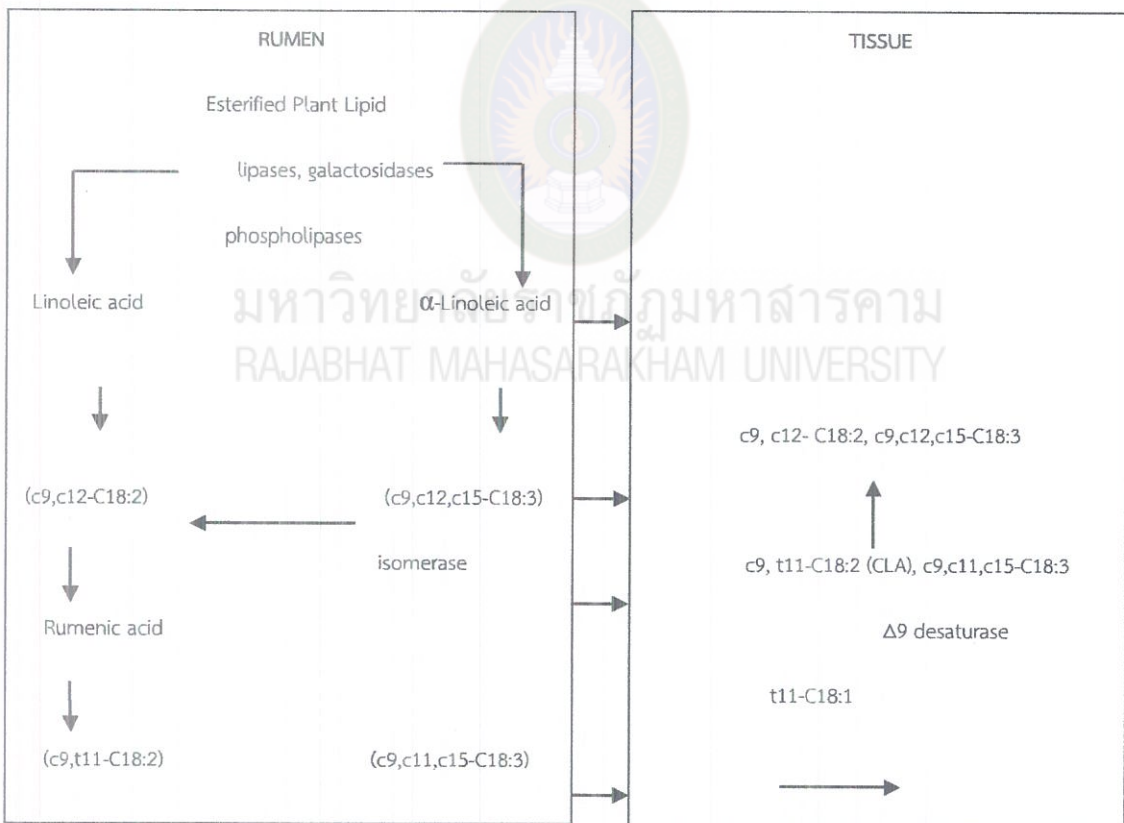 RUMEN
TISSUE
Esterified Plant Lipid
lipases, galactosidases
phospholipases
Linoleic acid
α-Linoleic acid
มหาวิทยาลัยราชภัฏมหาสารคาม
RAJABHAT MAHASARAKHAM UNIVERSITY
c9, c12- C18:2, c9,c12,c15-C18:3
(c9,c12-C18:2)
(c9,c12,c15-C18:3)
isomerase
c9, t11-C18:2 (CLA), c9,c11,c15-C18:3
Rumenic acid
Δ9 desaturase
t11-C18:1
(c9,t11-C18:2)
(c9,c11,c15-C18:3)